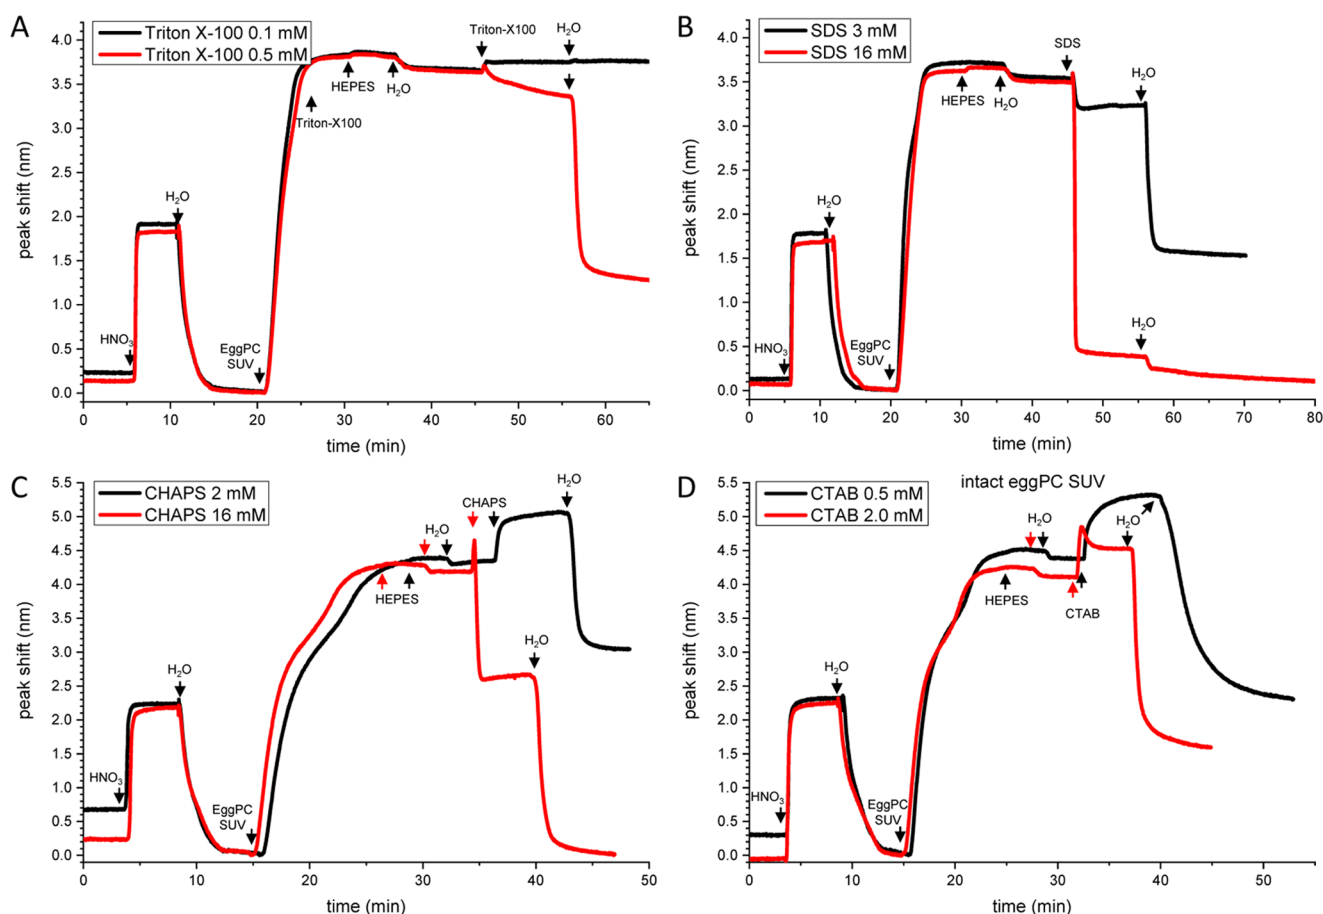 A
Triton X-100 0.1 mM
Triton X-100 0.5 mM
4.0
3.5
3.0
2.5
2.0
1.5
1.0
0.5
0.0
peak shift (nm)
HNO3
H2O
EggPC
SUV
Triton-X100
HEPES
H2O
Triton-X100
H2O
0 10 20 30 40 50 60
time (min)
B
SDS 3 mM
SDS 16 mM
4.0
3.5
3.0
2.5
2.0
1.5
1.0
0.5
0.0
peak shift (nm)
HNO3
H2O
EggPC
SUV
HEPES
H2O
SDS
H2O
H2O
0 10 20 30 40 50 60 70 80
time (min)
C
CHAPS 2 mM
CHAPS 16 mM
5.5
5.0
4.5
4.0
3.5
3.0
2.5
2.0
1.5
1.0
0.5
0.0
peak shift (nm)
HNO3
H2O
EggPC
SUV
HEPES
H2O
CHAPS
H2O
H2O
0 10 20 30 40 50
time (min)
D
intact eggPC SUV
CTAB 0.5 mM
CTAB 2.0 mM
5.5
5.0
4.5
4.0
3.5
3.0
2.5
2.0
1.5
1.0
0.5
0.0
peak shift (nm)
HNO3
H2O
EggPC
SUV
HEPES
H2O
CTAB
H2O
0 10 20 30 40 50 60
time (min)